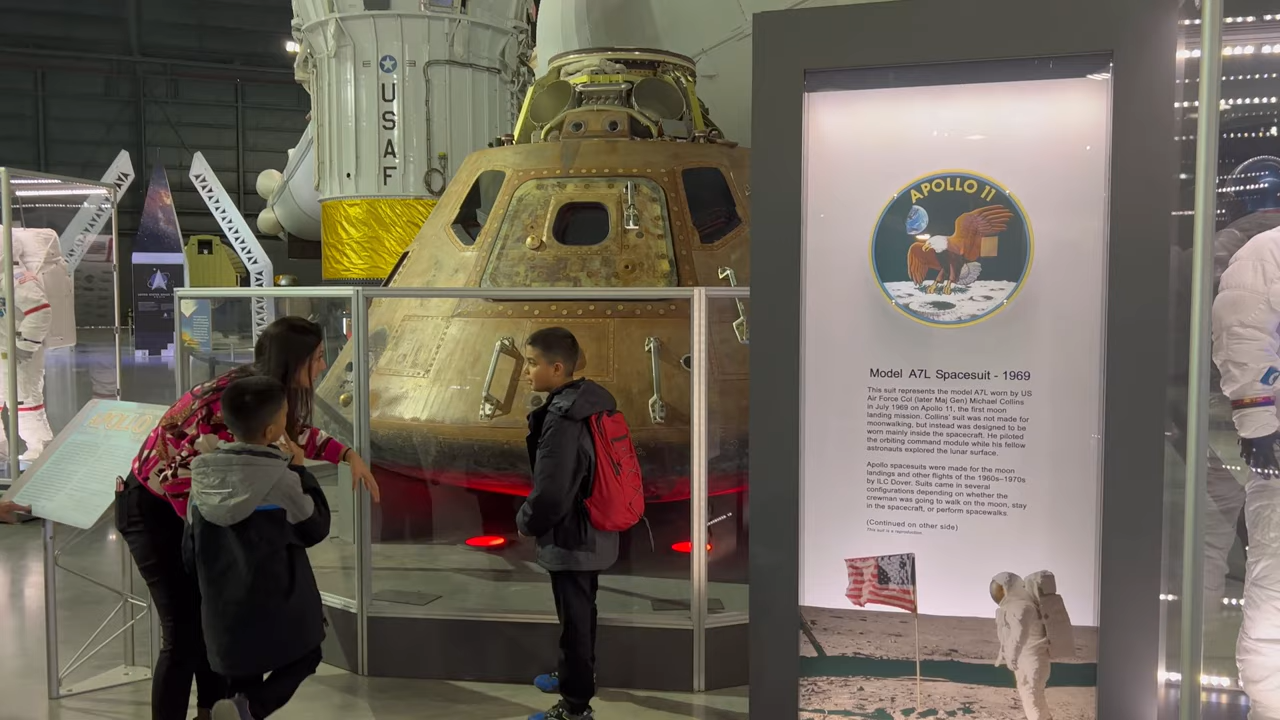 USAF
APOLLO
APOLLO 11
Model A7L Spacesuit - 1969
This suit represents the model A7L worn by US
Air Force Col (later Maj Gen) Michael Collins
in July 1969 on Apollo 11, the first moon
landing mission. Collins' suit was not made for
moonwalking, but instead was designed to be
worn mainly inside the spacecraft. He piloted
the orbiting command module while his fellow
astronauts explored the lunar surface.
Apollo spacesuits were made for the moon
landings and other flights of the 1960s–1970s
by ILC Dover. Suits came in several
configurations depending on whether the
crewman was going to walk on the moon, stay
in the spacecraft, or perform spacewalks.
(Continued on other side)
This suit is a reproduction.